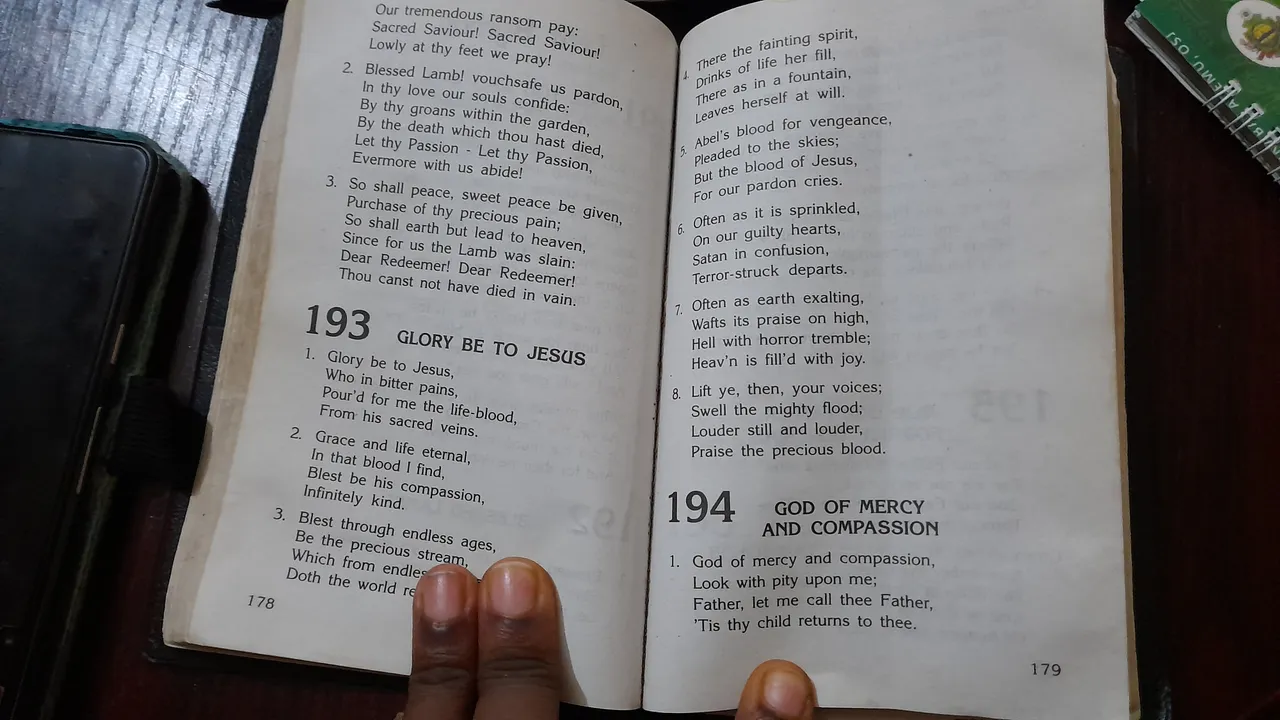 Our tremendous ransom pay:
Sacred Saviour! Sacred Saviour!
Lowly at thy feet we pray!
2. Blessed Lamb! vouchsafe us pardon,
In thy love our souls confide;
By thy groans within the garden,
By the death which thou hast died,
Let thy Passion - Let thy Passion,
Evermore with us abide!
3. So shall peace, sweet peace be given,
Purchase of thy precious pain;
So shall earth but lead to heaven,
Since for us the Lamb was slain:
Dear Redeemer! Dear Redeemer!
Thou canst not have died in vain.
193 GLORY BE TO JESUS
1. Glory be to Jesus,
Who in bitter pains,
Pour'd for me the life-blood,
From his sacred veins.
2. Grace and life eternal,
In that blood I find,
Blest be his compassion,
Infinitely kind.
3. Blest through endless ages,
Be the precious stream,
Which from
Doth the world
178
4. There the fainting spirit,
Drinks of life her fill,
There as in a fountain,
Leaves herself at will.
5. Abel's blood for vengeance,
Pleaded to the skies;
But the blood of Jesus,
For our pardon cries.
6. Often as it is sprinkled,
On our guilty hearts,
Satan in confusion,
Terror-struck departs.
7. Often as earth exalting,
Wafts its praise on high,
Hell with horror tremble;
Heav'n is fill'd with joy.
8. Lift ye, then, your voices;
Swell the mighty flood;
Louder still and louder,
Praise the precious blood.
194 GOD OF MERCY
AND COMPASSION
1. God of mercy and compassion,
Look with pity upon me;
Father, let me call thee Father,
'Tis thy child returns to thee.
179
ALEMU, OSI